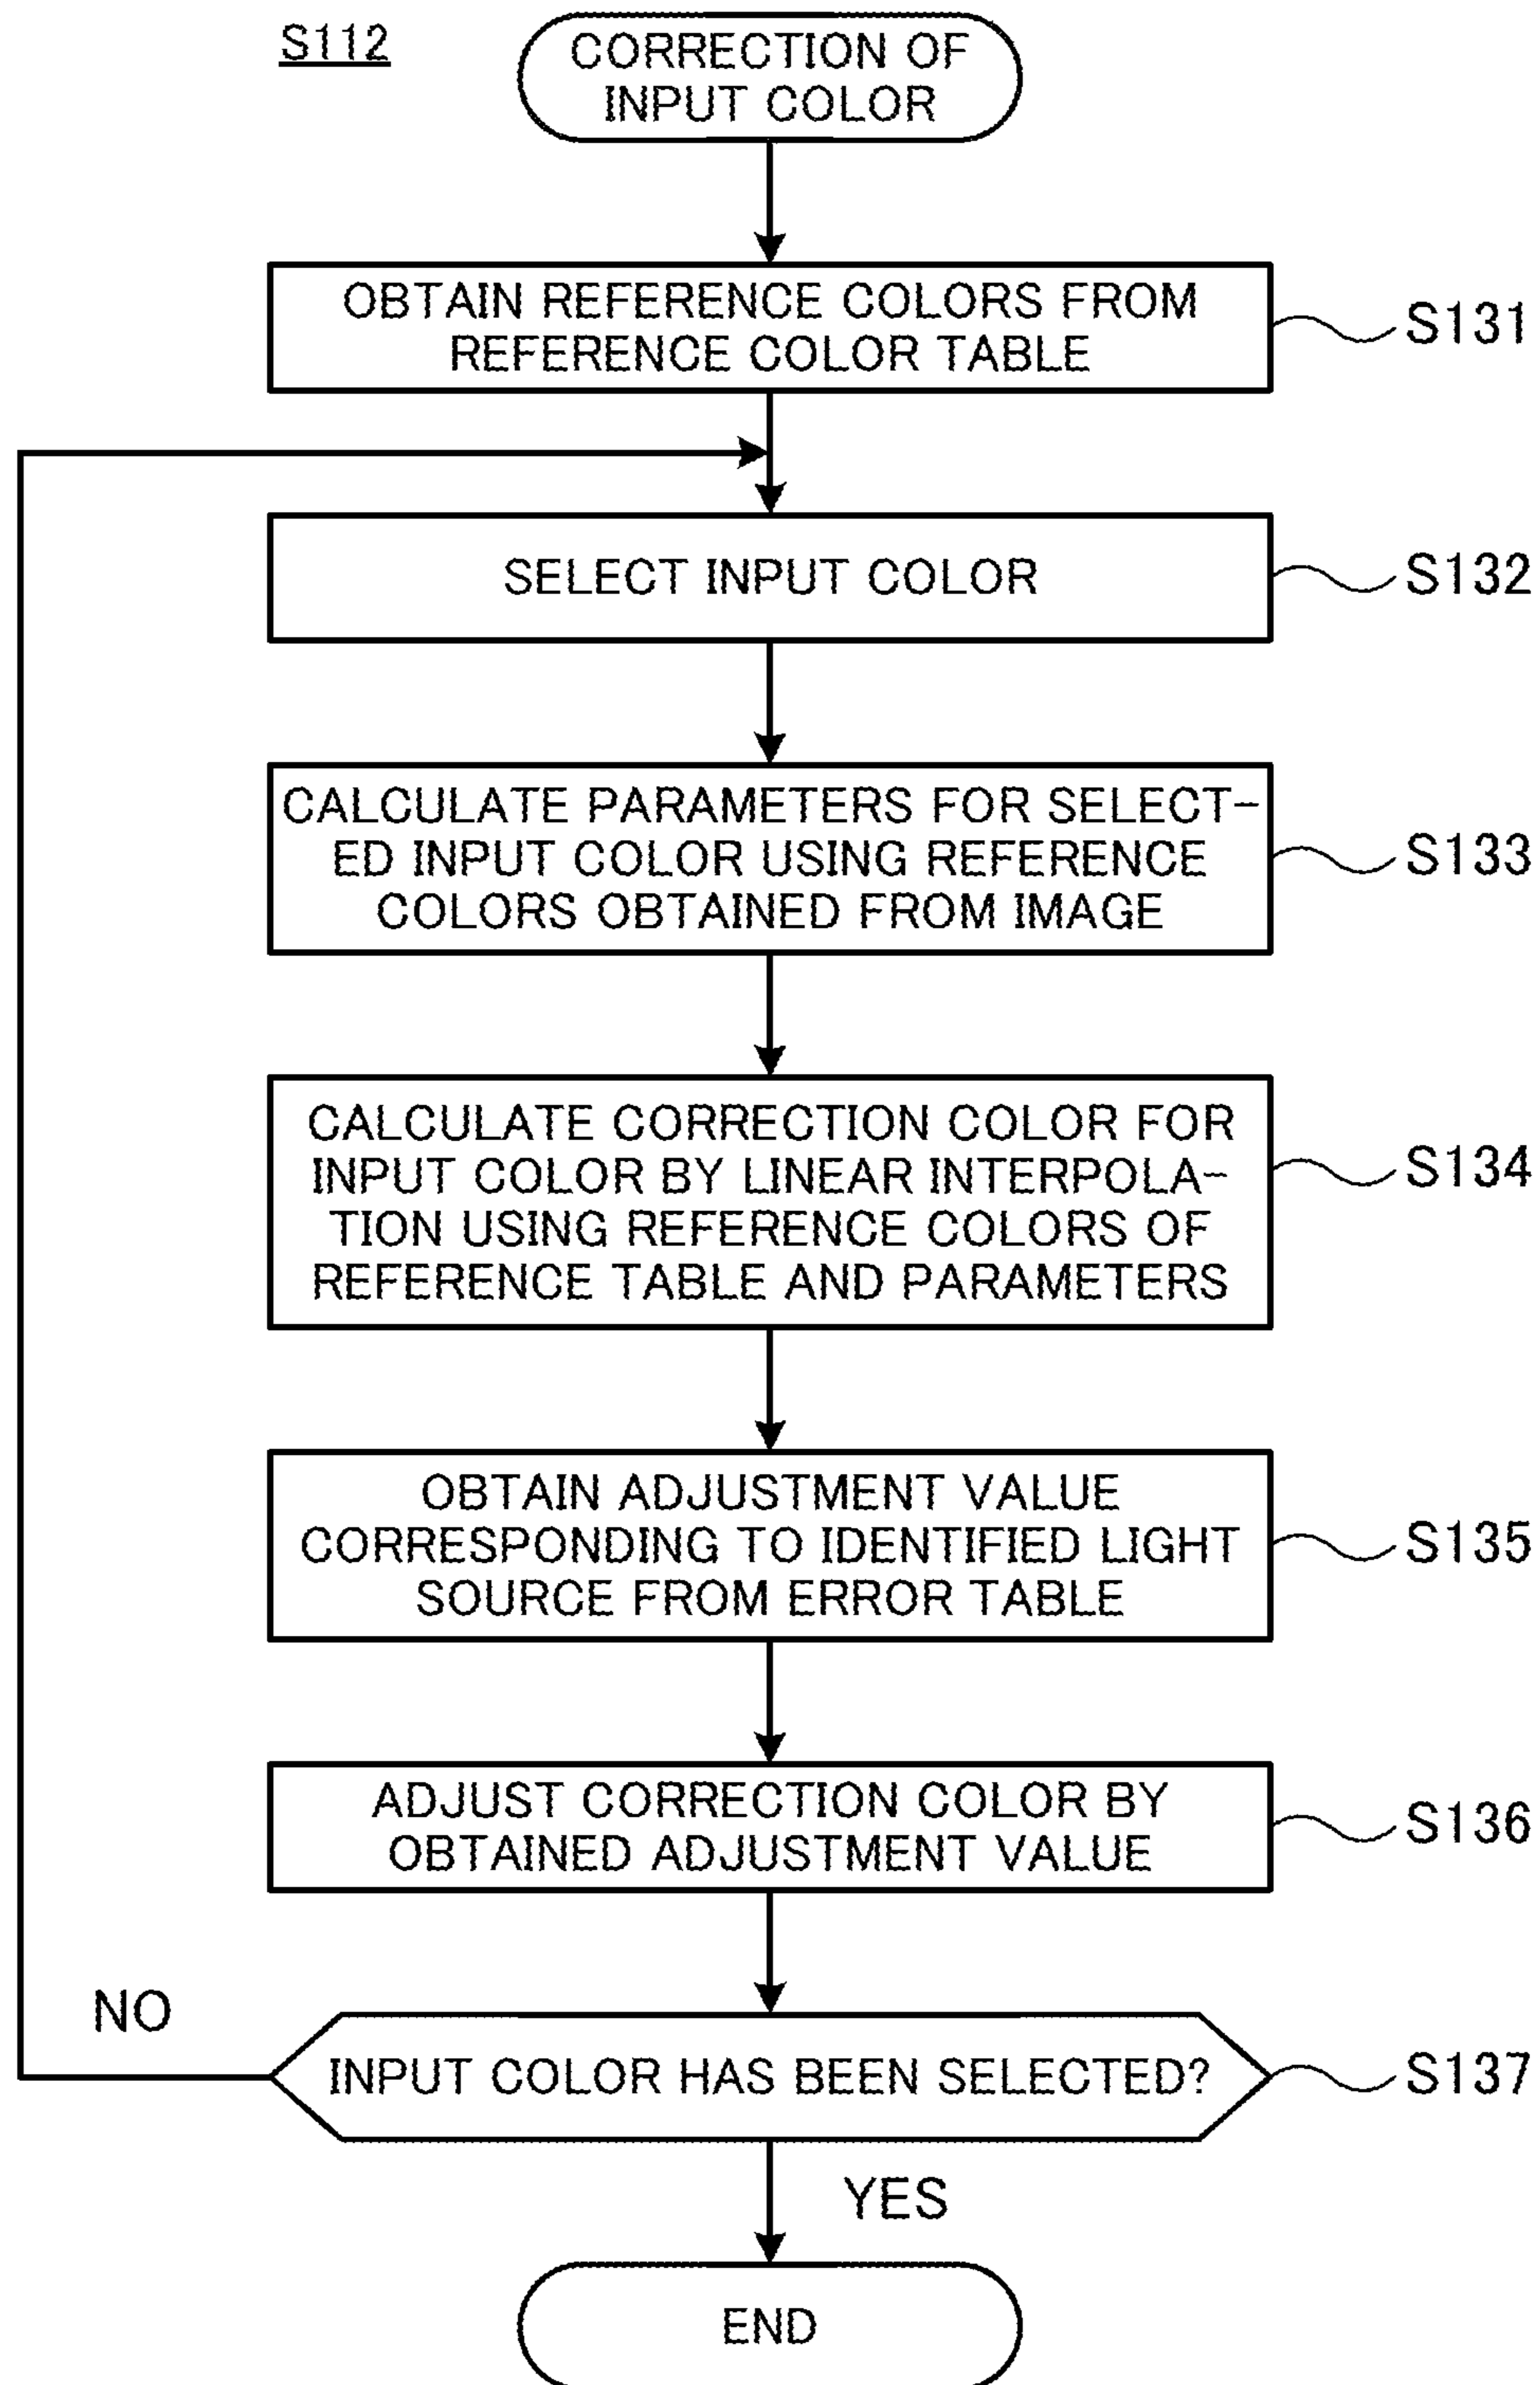 S112
CORRECTION OF
INPUT COLOR
OBTAIN REFERENCE COLORS FROM
REFERENCE COLOR TABLE
S131
SELECT INPUT COLOR
S132
CALCULATE PARAMETERS FOR SELECT-
ED INPUT COLOR USING REFERENCE
COLORS OBTAINED FROM IMAGE
S133
CALCULATE CORRECTION COLOR FOR
INPUT COLOR BY LINEAR INTERPOLA-
TION USING REFERENCE COLORS OF
REFERENCE TABLE AND PARAMETERS
S134
OBTAIN ADJUSTMENT VALUE
CORRESPONDING TO IDENTIFIED LIGHT
SOURCE FROM ERROR TABLE
S135
ADJUST CORRECTION COLOR BY
OBTAINED ADJUSTMENT VALUE
S136
NO
INPUT COLOR HAS BEEN SELECTED?
S137
YES
END